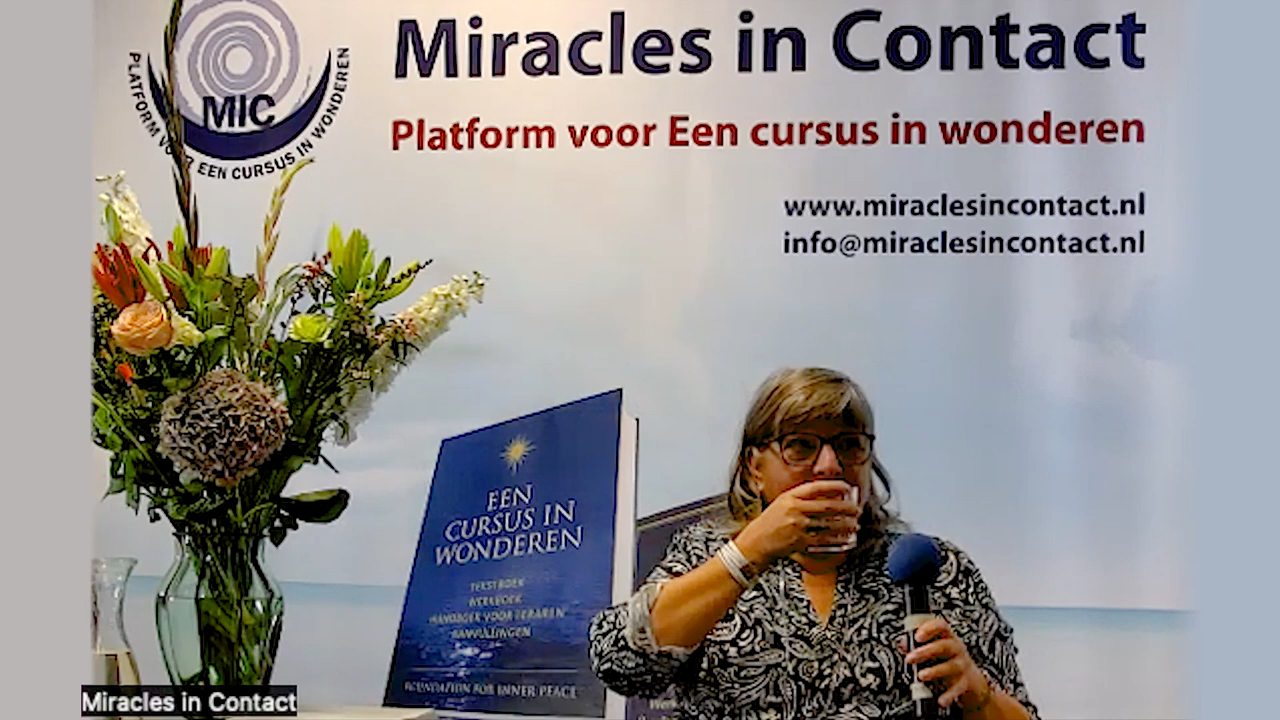 Miracles in Contact
Platform voor Een cursus in wonderen
www.miraclesincontact.nl
info@miraclesincontact.nl
MIC
PLATFORM VOOR EEN CURSUS IN WONDEREN
EEN
CURSUS IN
WONDEREN
TEKSTBOEK
WERKBOEK
HANDBOEK VOOR LERAREN
AANVULLINGEN
FOUNDATION FOR INNER PEACE
Miracles in Contact